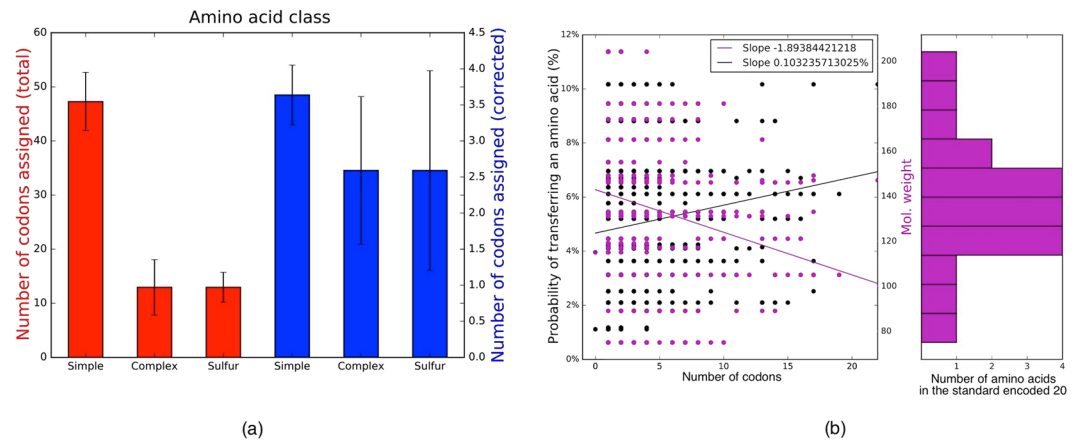 Amino acid class
Number of codons assigned (total)
60
50
40
30
20
10
0
Simple
Complex
Sulfur
Simple
Complex
Sulfur
4.5
4.0
3.5
3.0
2.5
2.0
1.5
1.0
0.5
0.0
Number of codons assigned (corrected)
(a)
Probability of transferring an amino acid (%)
12%
10%
8%
6%
4%
2%
0%
Slope -1.89384421218
Slope 0.103235713025%
0
5
10
15
20
Number of codons
Mol. weight
200
180
160
140
120
100
80
1
2
3
4
Number of amino acids
in the standard encoded 20
(b)